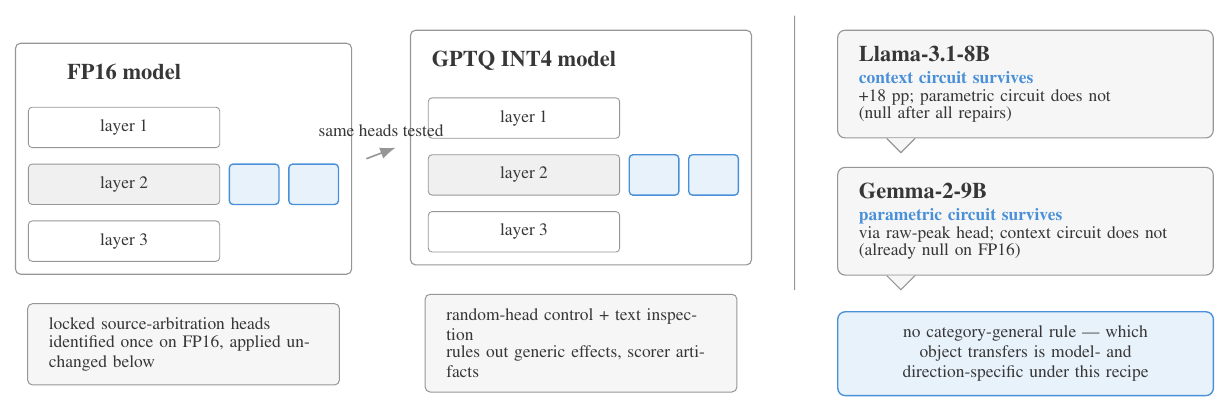 FP16 model
layer 1
layer 2
layer 3
locked source-arbitration heads
identified once on FP16, applied un-
changed below
same heads tested
GPTQ INT4 model
layer 1
layer 2
layer 3
random-head control + text inspec-
tion
rules out generic effects, scorer arti-
facts
Llama-3.1-8B
context circuit survives
+18 pp; parametric circuit does not
(null after all repairs)
Gemma-2-9B
parametric circuit survives
via raw-peak head; context circuit does not
(already null on FP16)
no category-general rule — which
object transfers is model- and
direction-specific under this recipe